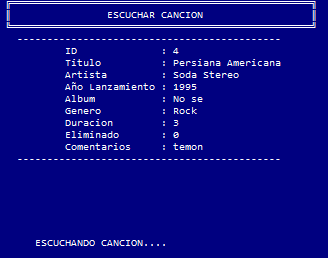 ESCUCHAR CANCION
--------------------------------------------
ID : 4
Titulo : Persiana Americana
Artista : Soda Stereo
Año Lanzamiento : 1995
Album : No se
Genero : Rock
Duracion : 3
Eliminado : 0
Comentarios : temon
--------------------------------------------
ESCUCHANDO CANCION....